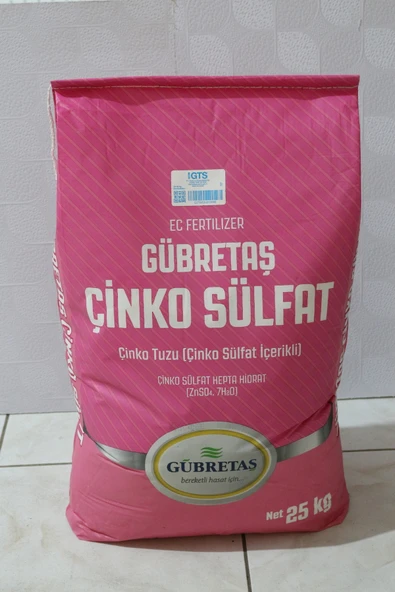 GTS
EC FERTILIZER
GÜBRETAŞ
ÇİNKO SÜLFAT
Çinko Tuzu (Çinko Sülfat İçerikli)
ÇİNKO SÜLFAT HEPTA HİDRAT
(ZnSO₄. 7H₂O)
GÜBRETAŞ
bereketli hasat için...
Net 25 kg